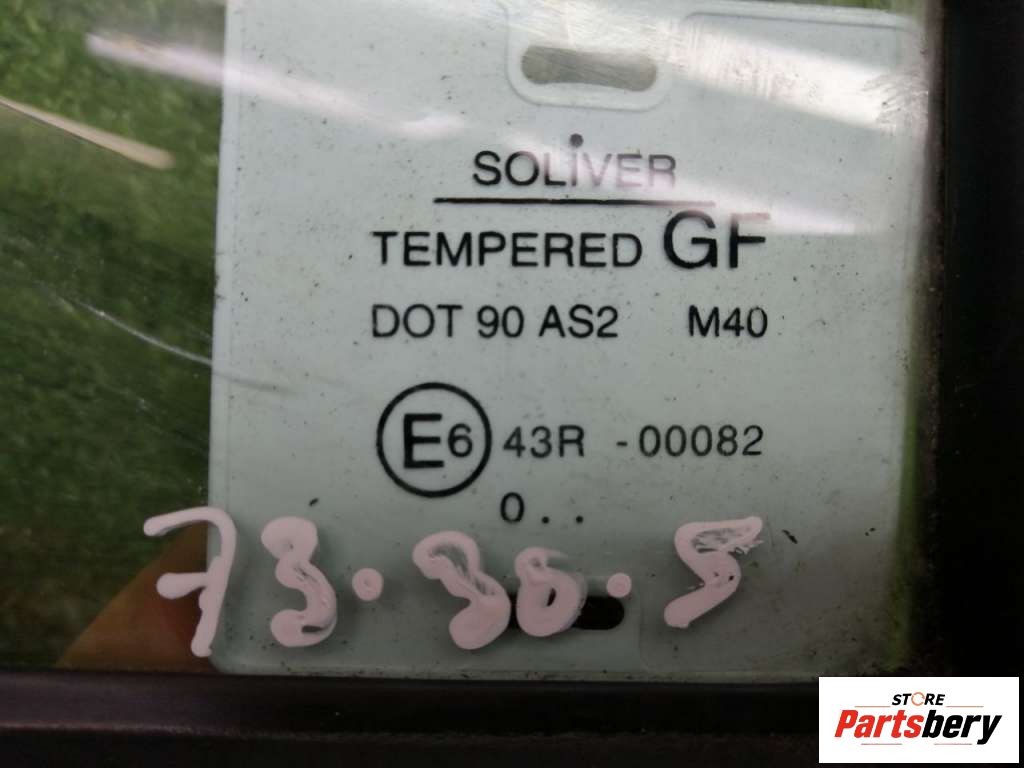 SOLIVER
TEMPERED GF
DOT 90 AS2 M40
E6 43R -00082
0..
73.30.5
STORE
Partsbery